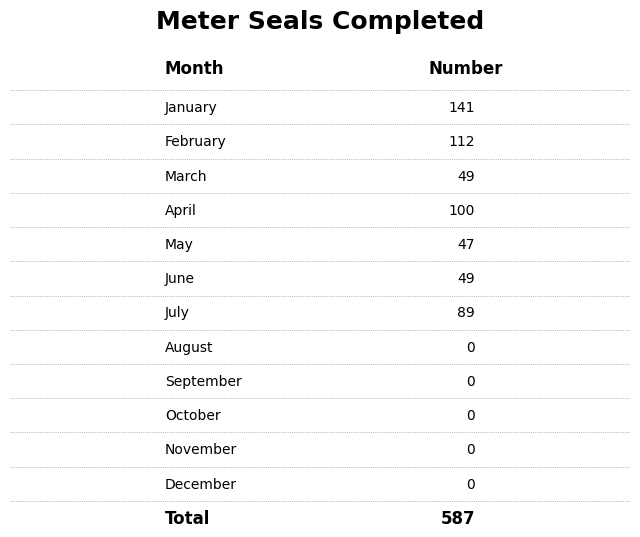 Meter Seals Completed
Month Number
January 141
February 112
March 49
April 100
May 47
June 49
July 89
August 0
September 0
October 0
November 0
December 0
Total 587